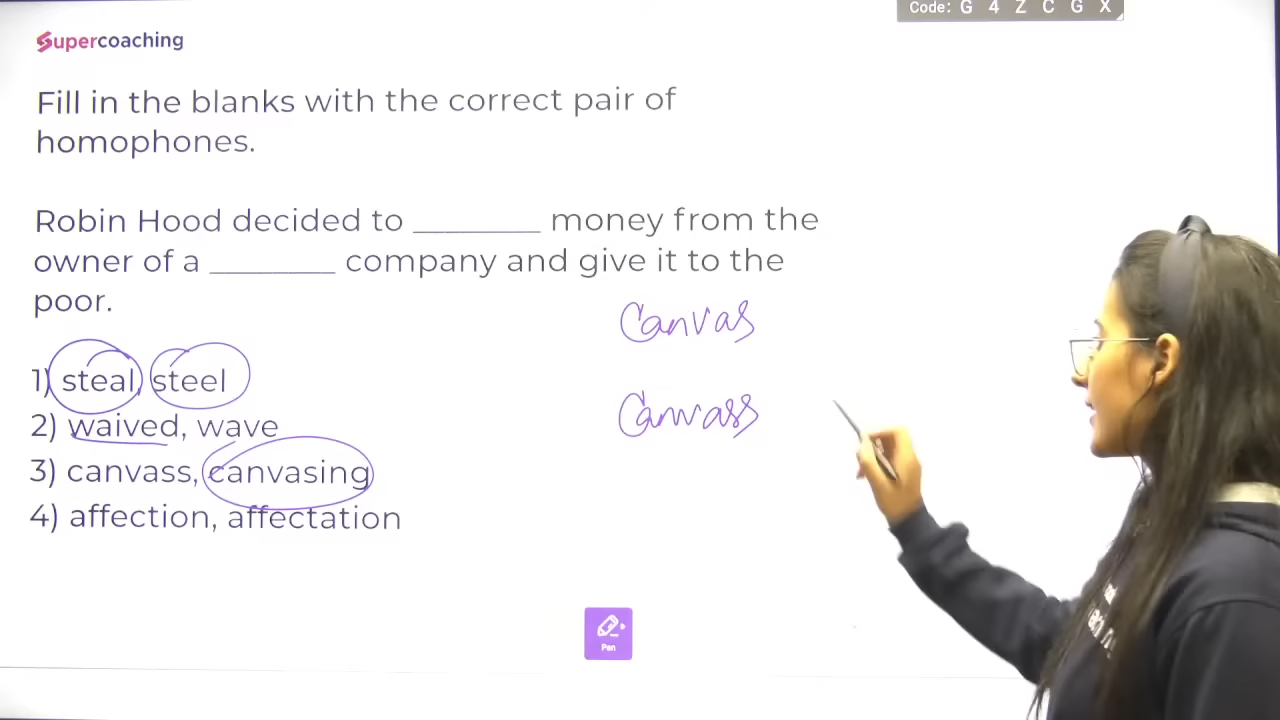 Code: G 4 Z C G X
Supercoaching
Fill in the blanks with the correct pair of
homophones.
Robin Hood decided to ________ money from the
owner of a ________ company and give it to the
poor.
Canvas
1) steal, steel
Canvass
2) waived, wave
3) canvass, canvasing
4) affection, affectation
Pen